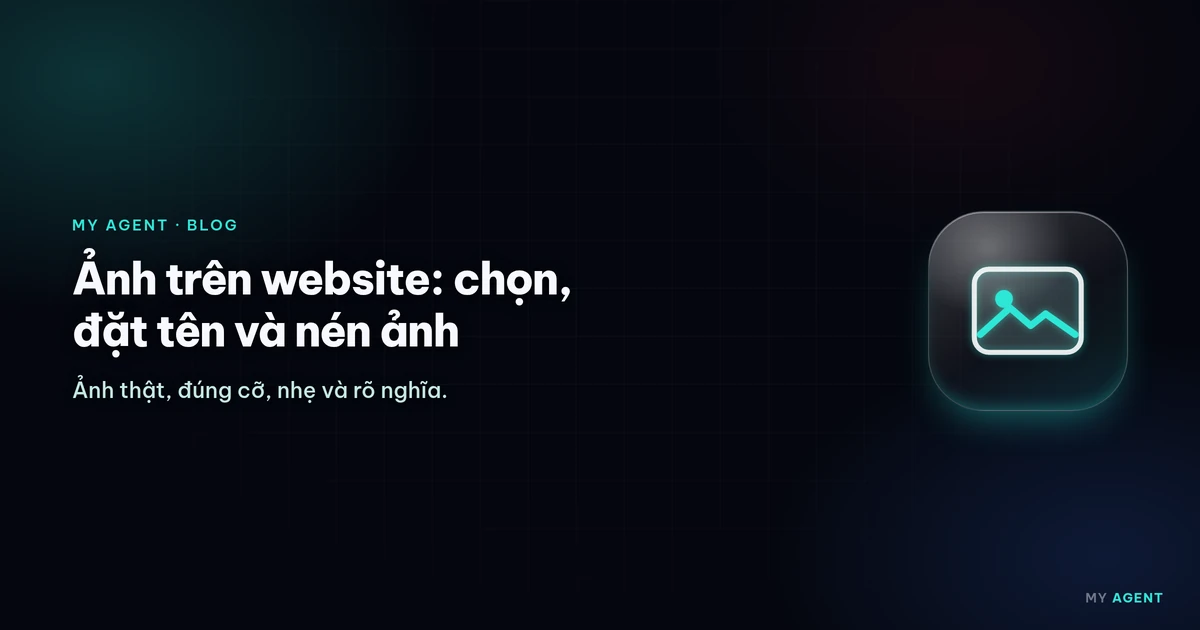 MY AGENT · BLOG
Ảnh trên website: chọn,
đặt tên và nén ảnh
Ảnh thật, đúng cỡ, nhẹ và rõ nghĩa.
MY AGENT